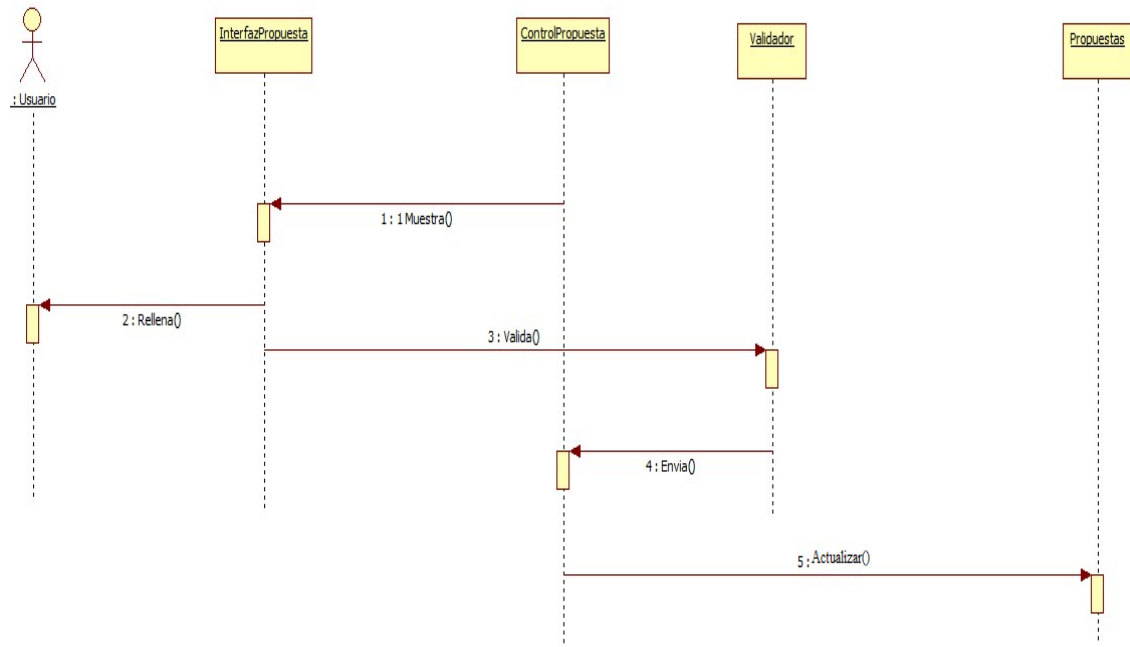 InterfazPropuesta
ControlPropuesta
Validador
Propuestas
: Usuario
1 : 1 Muestra()
2 : Rellena()
3 : Valida()
4 : Envia()
5 : Actualizar()